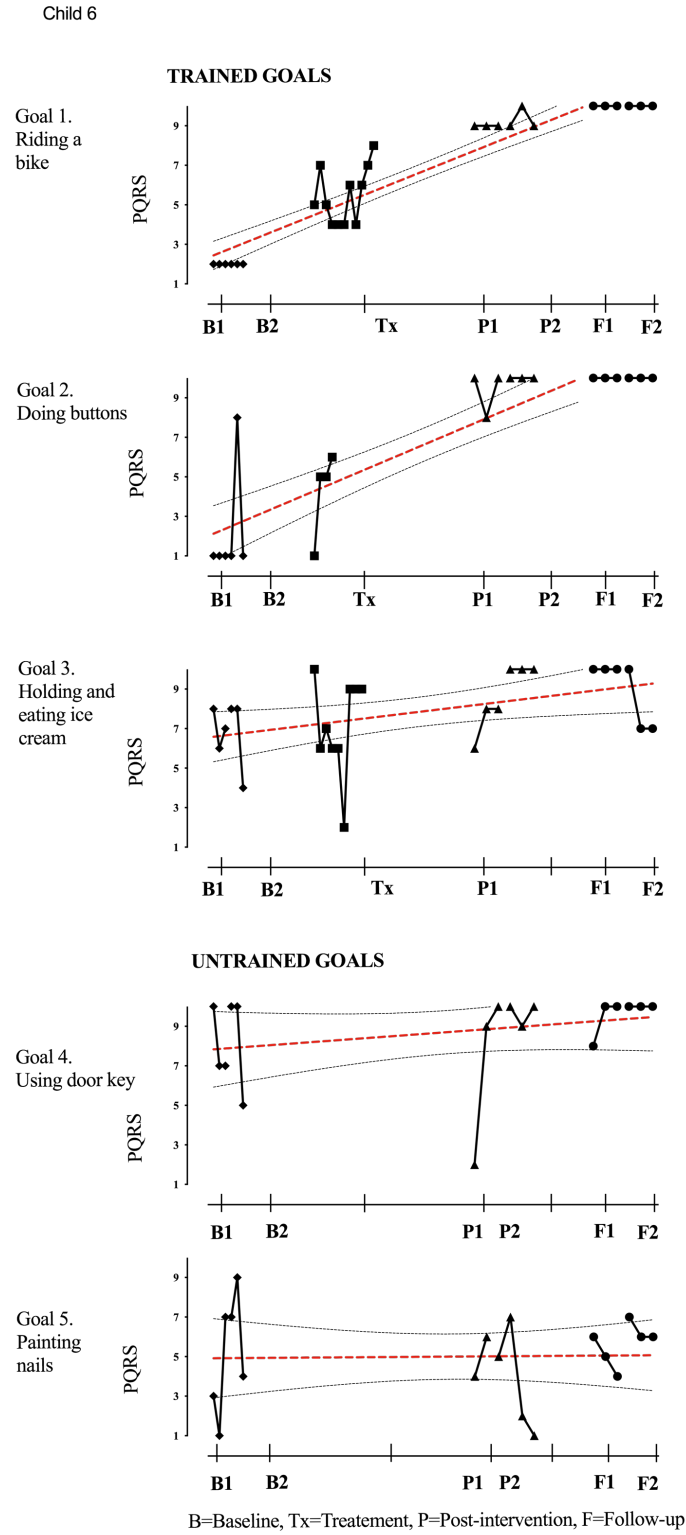 Child 6
TRAINED GOALS
Goal 1.
Riding a
bike
PQRS
9
7
5
3
1
B1 B2 Tx P1 P2 F1 F2
Goal 2.
Doing buttons
PQRS
9
7
5
3
1
B1 B2 Tx P1 P2 F1 F2
Goal 3.
Holding and
eating ice
cream
PQRS
9
7
5
3
1
B1 B2 Tx P1 F1 F2
UNTRAINED GOALS
Goal 4.
Using door key
PQRS
9
7
5
3
1
B1 B2 P1 P2 F1 F2
Goal 5.
Painting
nails
PQRS
9
7
5
3
1
B1 B2 P1 P2 F1 F2
B=Baseline, Tx=Treatement, P=Post-intervention, F=Follow-up